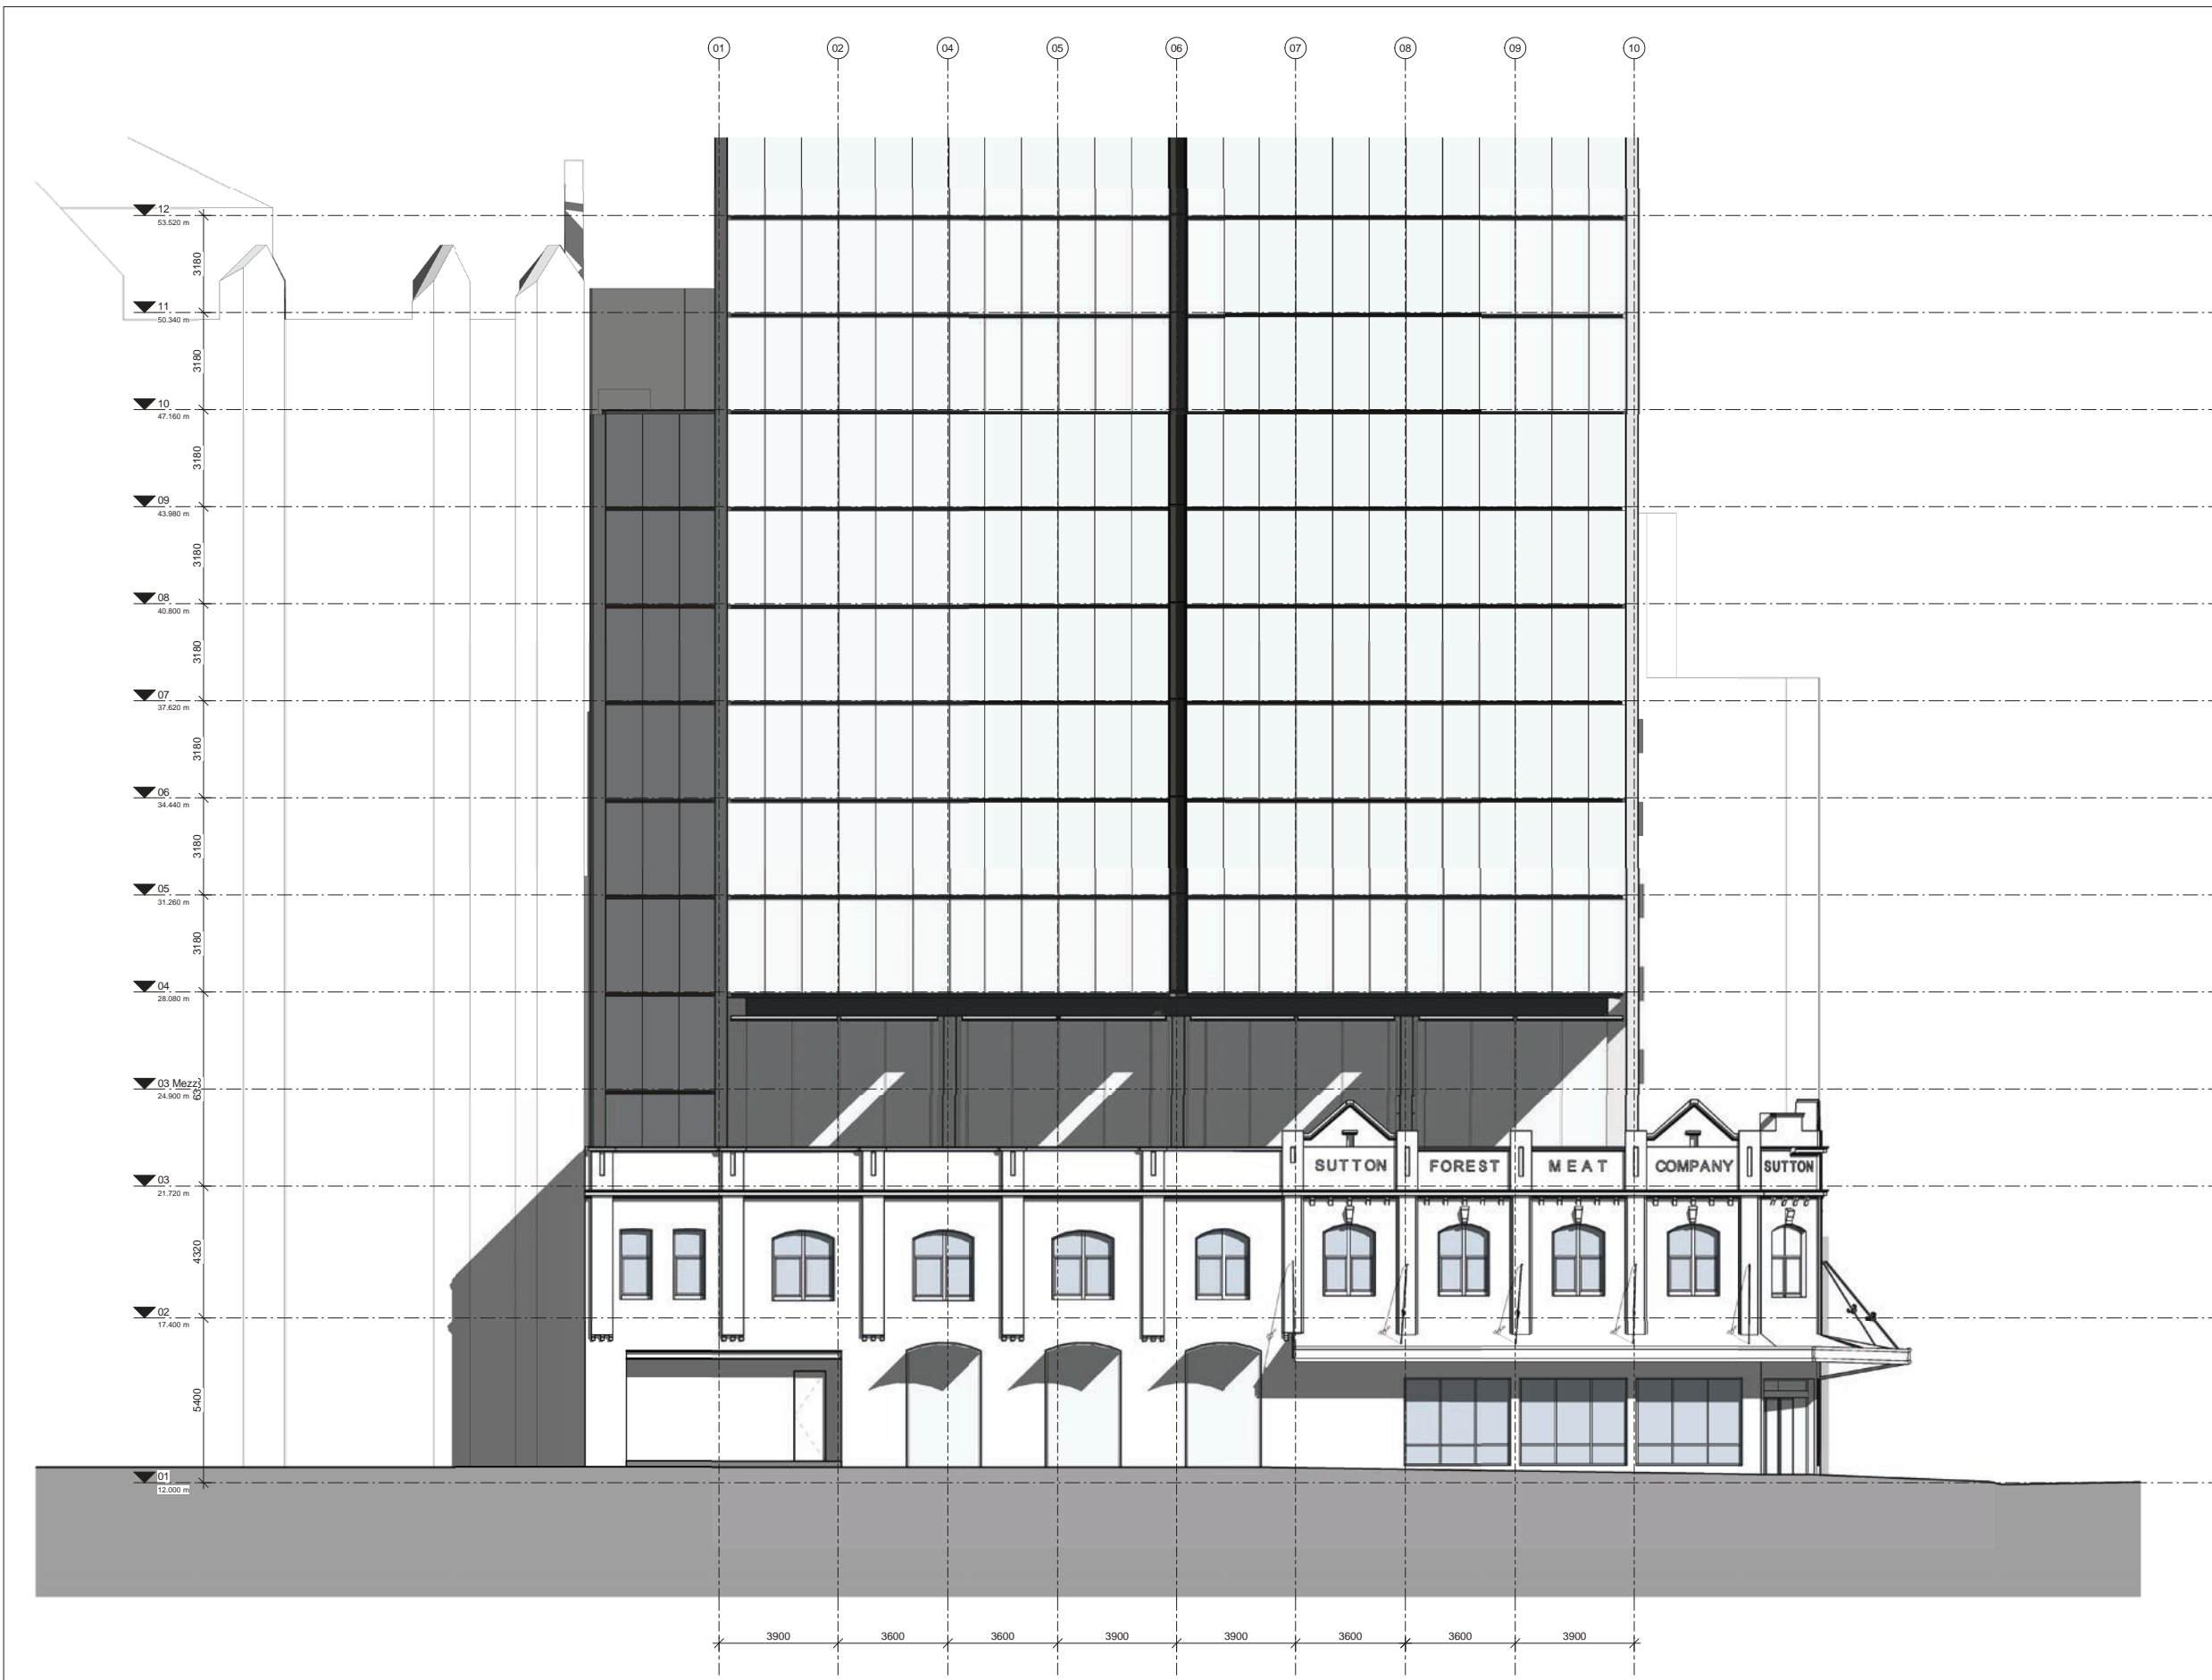 01 02 04 05 06 07 08 09 10
12
53.520 m
3180
11
50.340 m
3180
10
47.160 m
3180
09
43.980 m
3180
08
40.800 m
3180
07
37.620 m
3180
06
34.440 m
3180
05
31.260 m
3180
04
28.080 m
03 Mezz
24.900 m
SUTTON FOREST MEAT COMPANY SUTTON
03
21.720 m
4320
02
17.400 m
5400
01
12.000 m
3900 3600 3600 3900 3900 3600 3600 3900